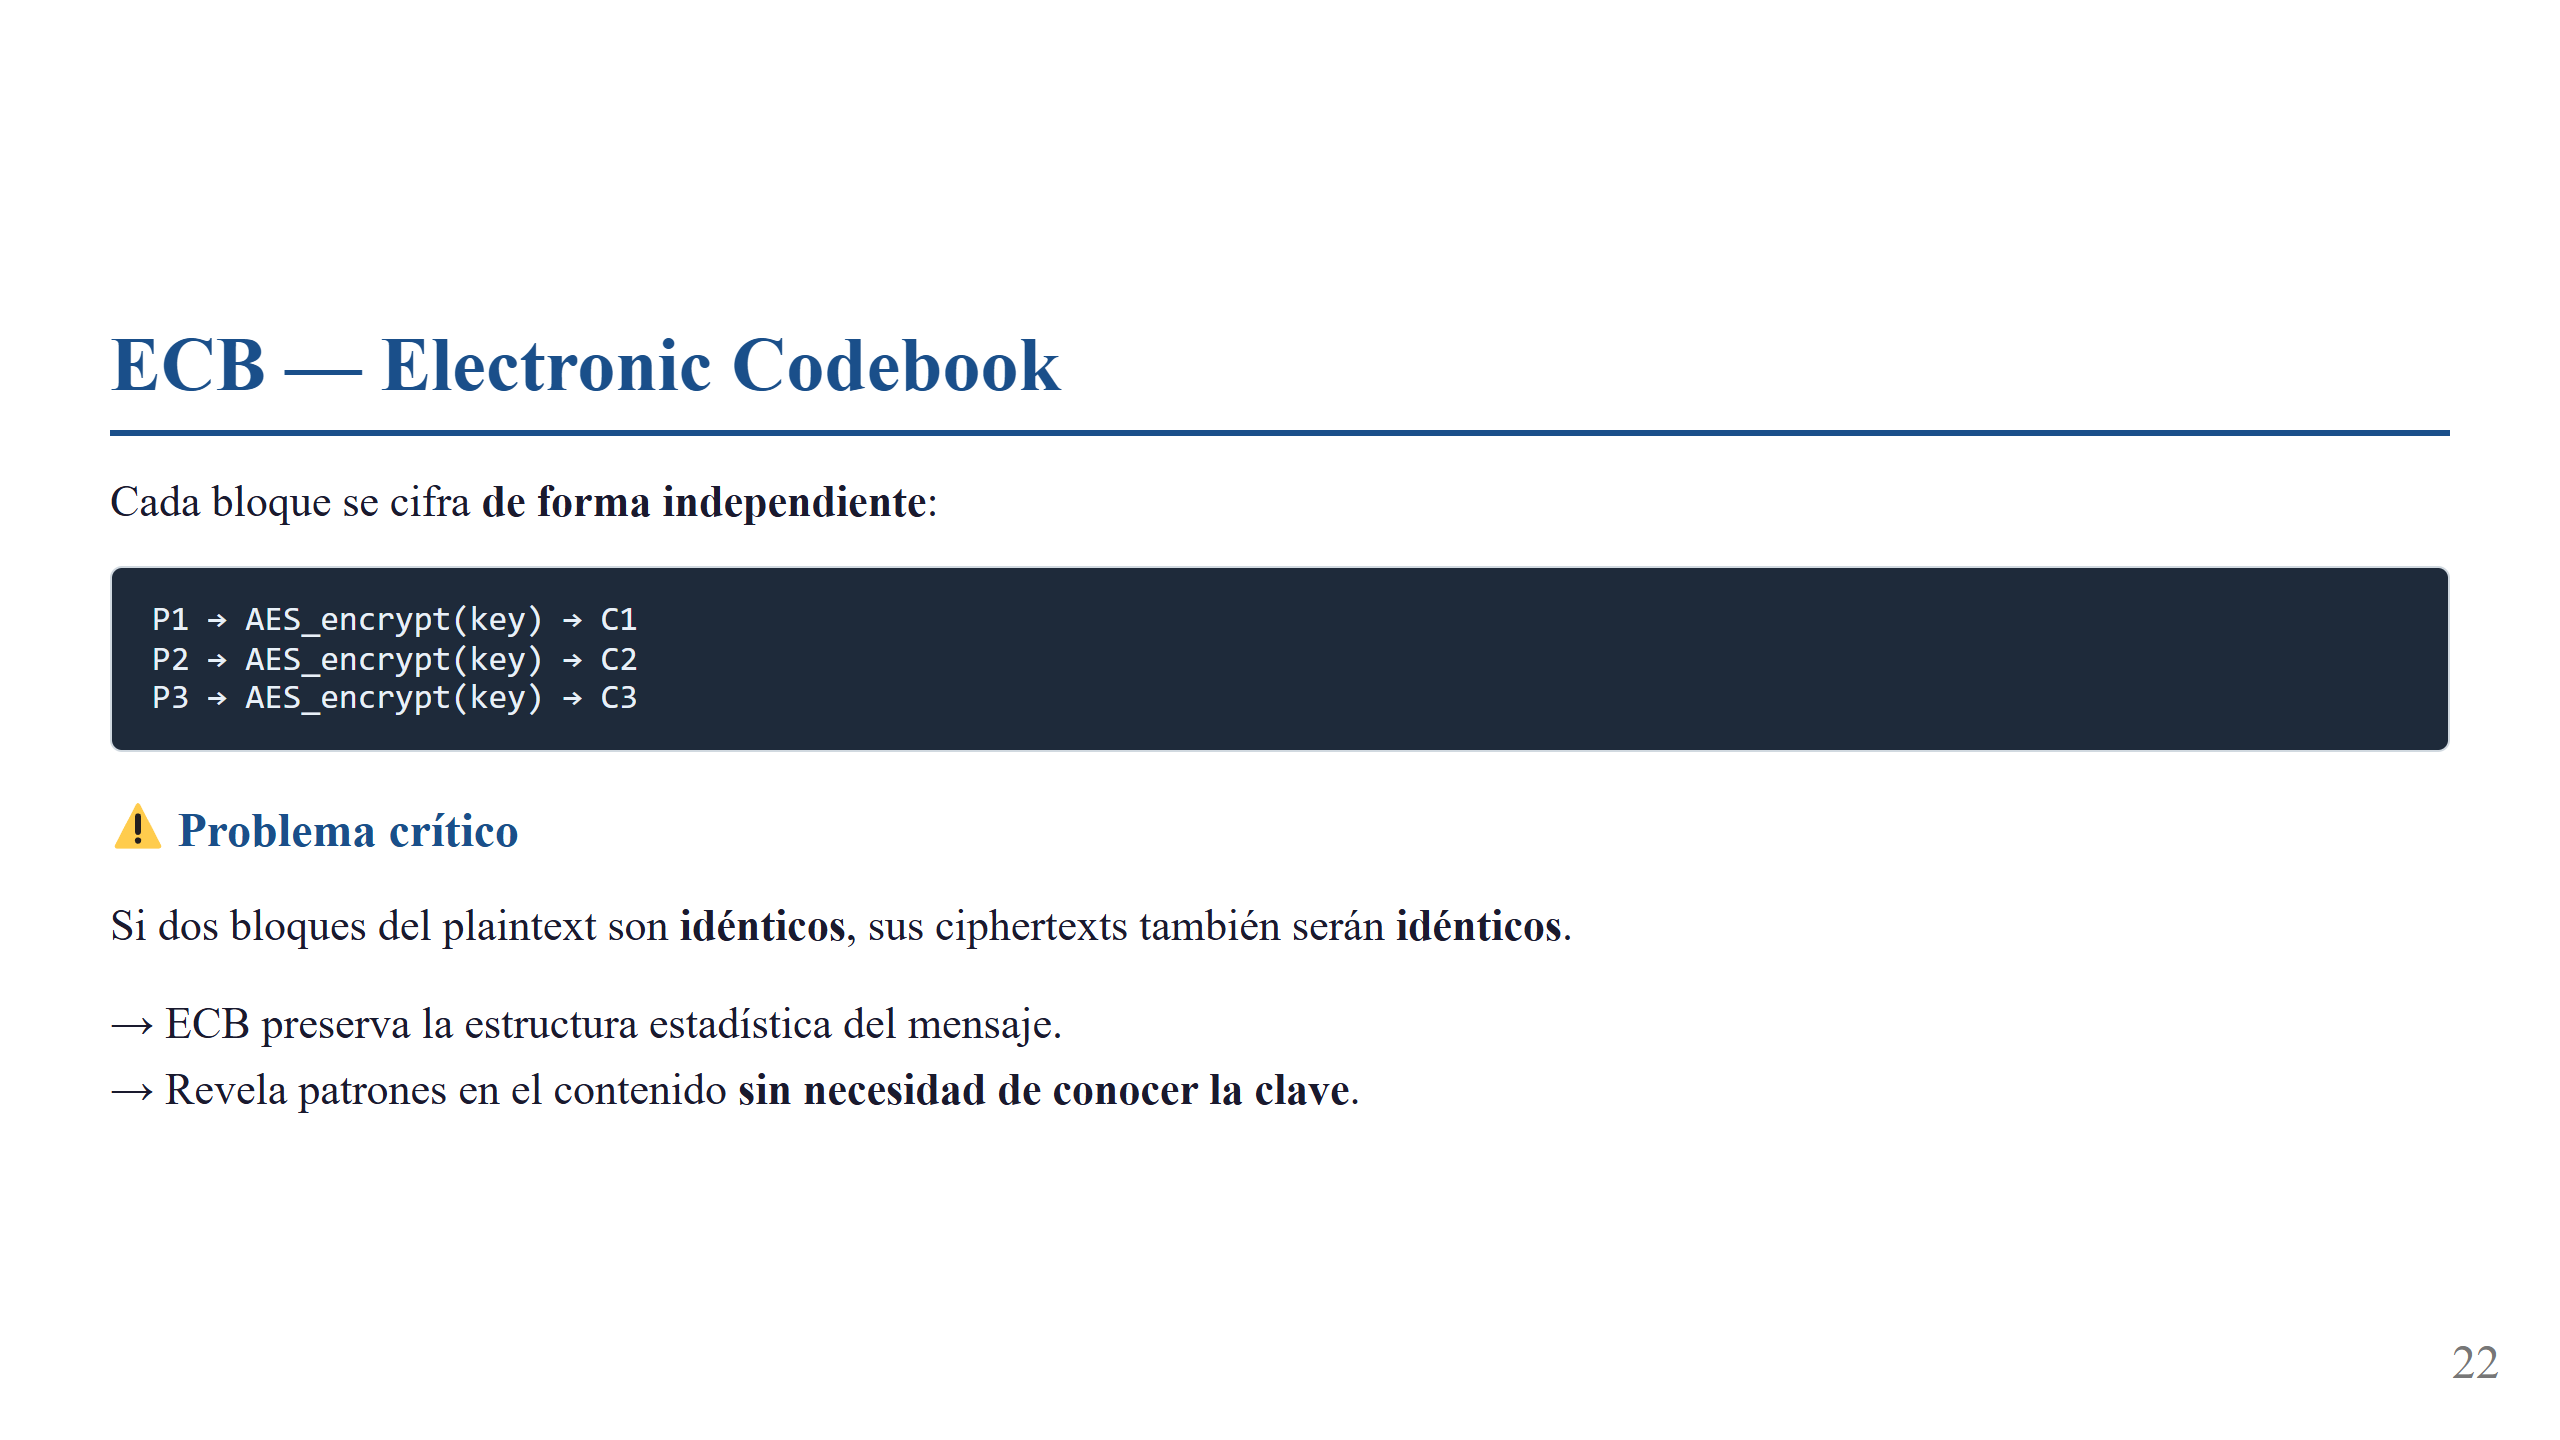 ECB — Electronic Codebook
Cada bloque se cifra de forma independiente:
P1 → AES_encrypt(key) → C1
P2 → AES_encrypt(key) → C2
P3 → AES_encrypt(key) → C3
⚠️ Problema crítico
Si dos bloques del plaintext son idénticos, sus ciphertexts también serán idénticos.
→ ECB preserva la estructura estadística del mensaje.
→ Revela patrones en el contenido sin necesidad de conocer la clave.
22